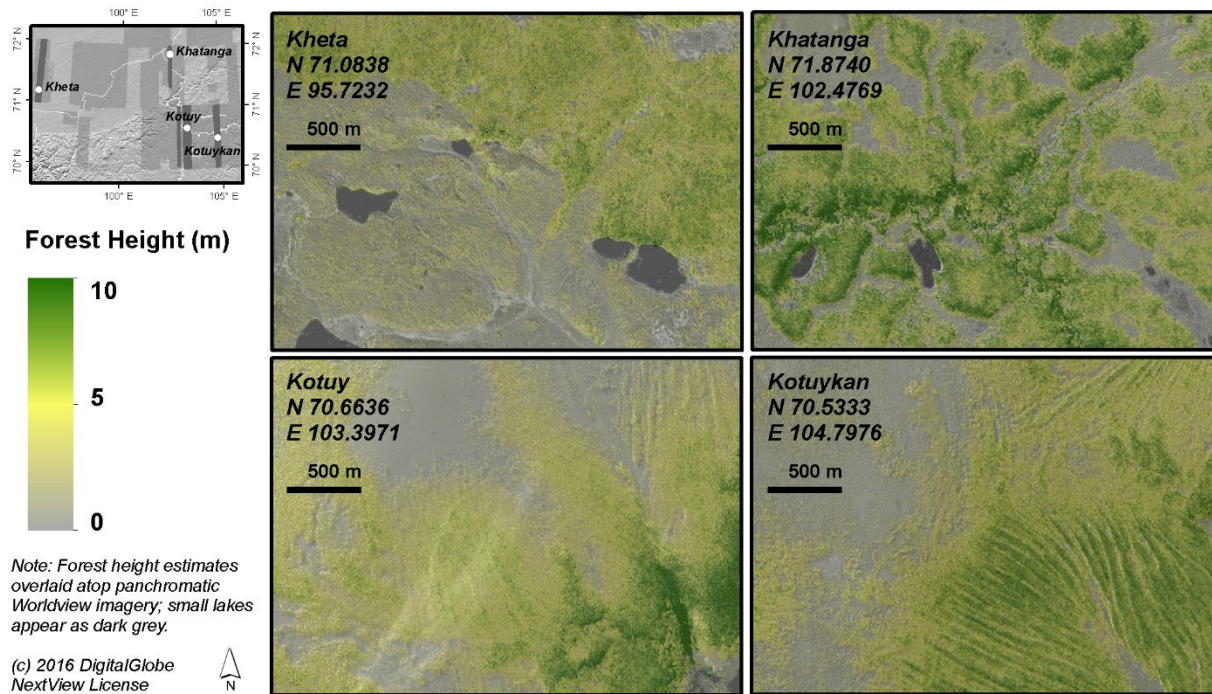 100° E
105° E
72° N
71° N
70° N
72° N
71° N
70° N
Khatanga
Kheta
Kotuy
Kotuykan
100° E
105° E
Forest Height (m)
10
5
0
Note: Forest height estimates
overlaid atop panchromatic
Worldview imagery; small lakes
appear as dark grey.
(c) 2016 DigitalGlobe
NextView License
N
Kheta
N 71.0838
E 95.7232
500 m
Khatanga
N 71.8740
E 102.4769
500 m
Kotuy
N 70.6636
E 103.3971
500 m
Kotuykan
N 70.5333
E 104.7976
500 m